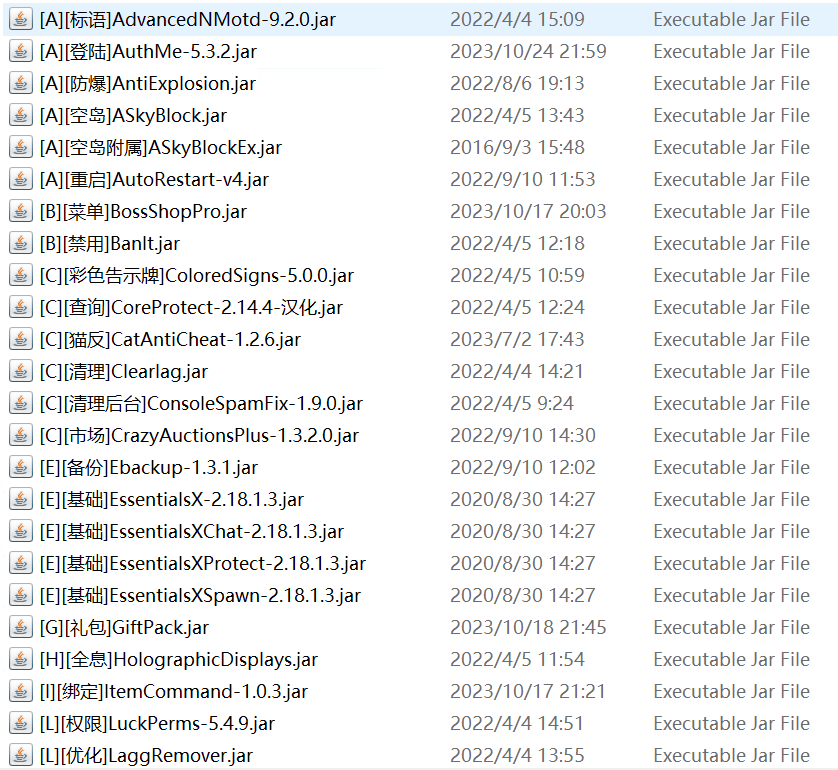 [A][标语]AdvancedNMotd-9.2.0.jar 2022/4/4 15:09 Executable Jar File
[A][登陆]AuthMe-5.3.2.jar 2023/10/24 21:59 Executable Jar File
[A][防爆]AntiExplosion.jar 2022/8/6 19:13 Executable Jar File
[A][空岛]ASkyBlock.jar 2022/4/5 13:43 Executable Jar File
[A][空岛附属]ASkyBlockEx.jar 2016/9/3 15:48 Executable Jar File
[A][重启]AutoRestart-v4.jar 2022/9/10 11:53 Executable Jar File
[B][菜单]BossShopPro.jar 2023/10/17 20:03 Executable Jar File
[B][禁用]BanIt.jar 2022/4/5 12:18 Executable Jar File
[C][彩色告示牌]ColoredSigns-5.0.0.jar 2022/4/5 10:59 Executable Jar File
[C][查询]CoreProtect-2.14.4-汉化.jar 2022/4/5 12:24 Executable Jar File
[C][猫反]CatAntiCheat-1.2.6.jar 2023/7/2 17:43 Executable Jar File
[C][清理]Clearlag.jar 2022/4/4 14:21 Executable Jar File
[C][清理后台]ConsoleSpamFix-1.9.0.jar 2022/4/5 9:24 Executable Jar File
[C][市场]CrazyAuctionsPlus-1.3.2.0.jar 2022/9/10 14:30 Executable Jar File
[E][备份]Ebackup-1.3.1.jar 2022/9/10 12:02 Executable Jar File
[E][基础]EssentialsX-2.18.1.3.jar 2020/8/30 14:27 Executable Jar File
[E][基础]EssentialsXChat-2.18.1.3.jar 2020/8/30 14:27 Executable Jar File
[E][基础]EssentialsXProtect-2.18.1.3.jar 2020/8/30 14:27 Executable Jar File
[E][基础]EssentialsXSpawn-2.18.1.3.jar 2020/8/30 14:27 Executable Jar File
[G][礼包]GiftPack.jar 2023/10/18 21:45 Executable Jar File
[H][全息]HolographicDisplays.jar 2022/4/5 11:54 Executable Jar File
[I][绑定]ItemCommand-1.0.3.jar 2023/10/17 21:21 Executable Jar File
[L][权限]LuckPerms-5.4.9.jar 2022/4/4 14:51 Executable Jar File
[L][优化]LaggRemover.jar 2022/4/4 13:55 Executable Jar File